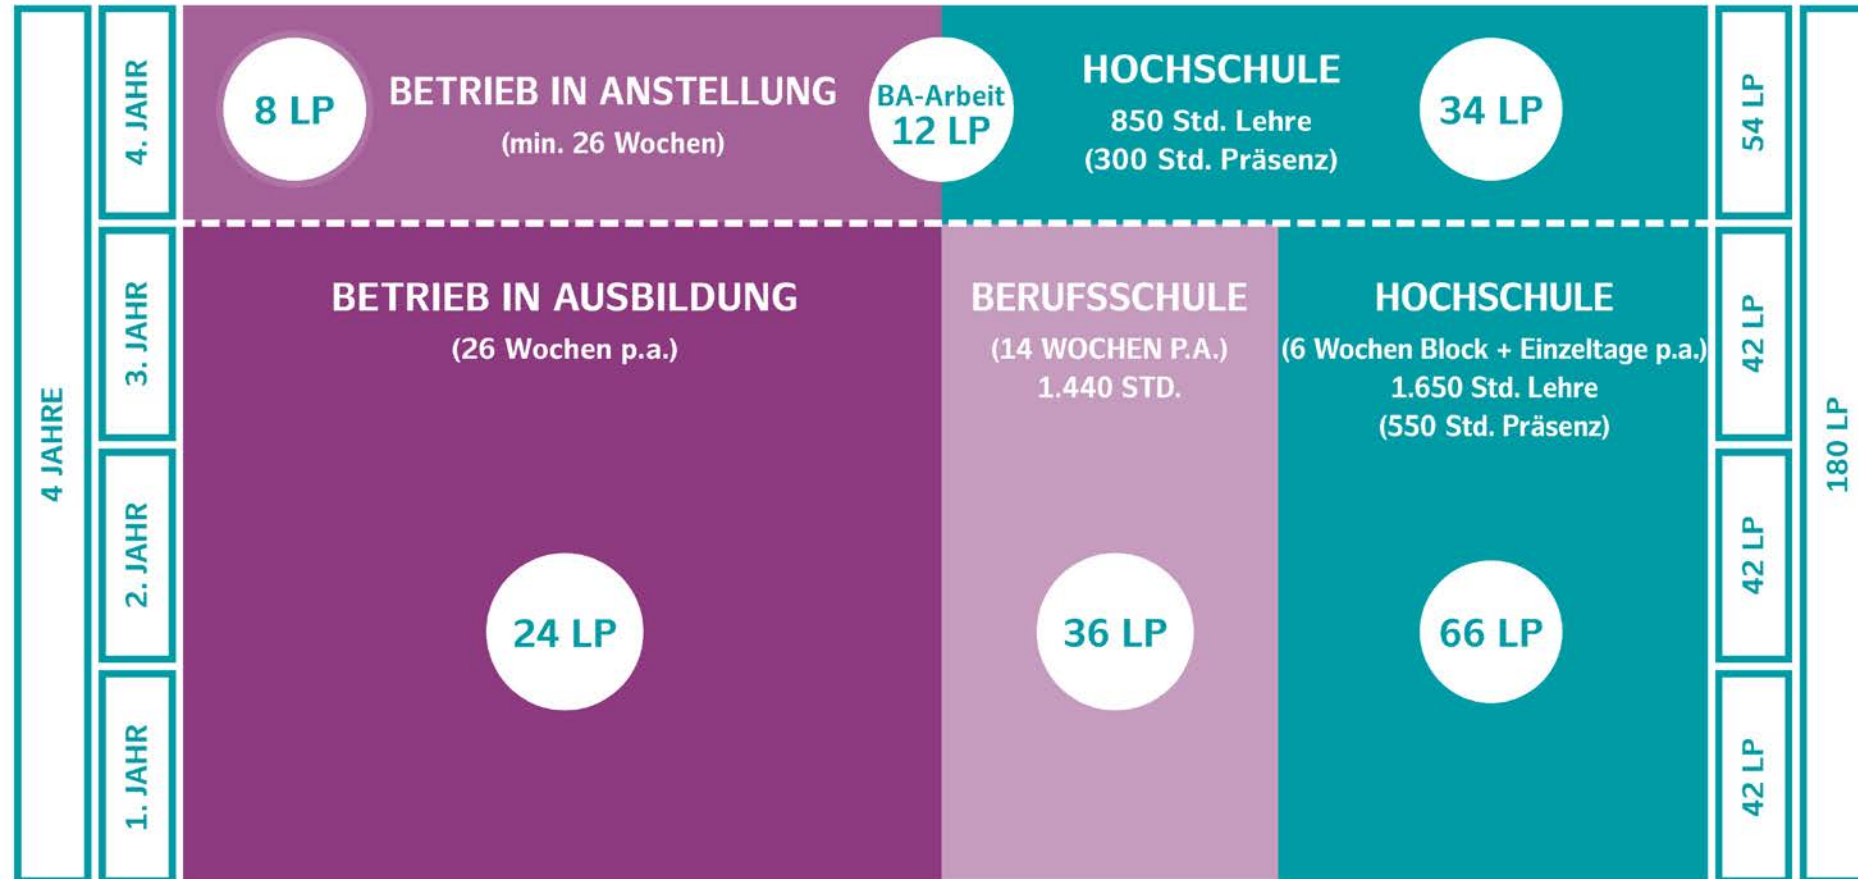 4 JAHRE
4. JAHR
8 LP
BETRIEB IN ANSTELLUNG
(min. 26 Wochen)
BA-Arbeit
12 LP
HOCHSCHULE
850 Std. Lehre
(300 Std. Präsenz)
34 LP
54 LP
180 LP
3. JAHR
2. JAHR
1. JAHR
BETRIEB IN AUSBILDUNG
(26 Wochen p.a.)
24 LP
BERUFSSCHULE
(14 WOCHEN P.A.)
1.440 STD.
36 LP
HOCHSCHULE
(6 Wochen Block + Einzeltage p.a.)
1.650 Std. Lehre
(550 Std. Präsenz)
66 LP
42 LP
42 LP
42 LP